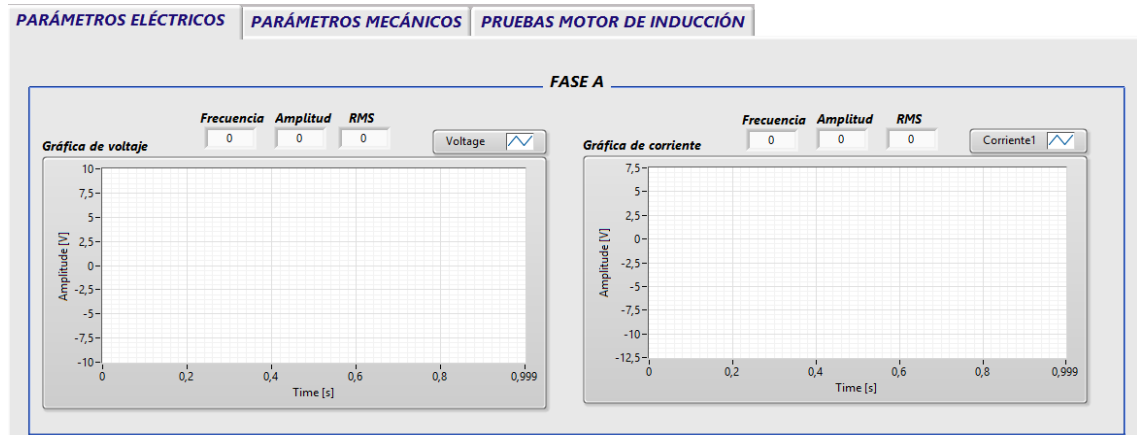 PARÁMETROS ELÉCTRICOS PARÁMETROS MECÁNICOS PRUEBAS MOTOR DE INDUCCIÓN
FASE A
Frecuencia Amplitud RMS
0 0 0
Gráfica de voltaje
Voltage
Amplitude [V]
10
7,5
5
2,5
0
-2,5
-5
-7,5
-10
0 0,2 0,4 0,6 0,8 0,999
Time [s]
Frecuencia Amplitud RMS
0 0 0
Gráfica de corriente
Corriente1
Amplitude [V]
7,5
5
2,5
0
-2,5
-5
-7,5
-10
-12,5
0 0,2 0,4 0,6 0,8 0,999
Time [s]